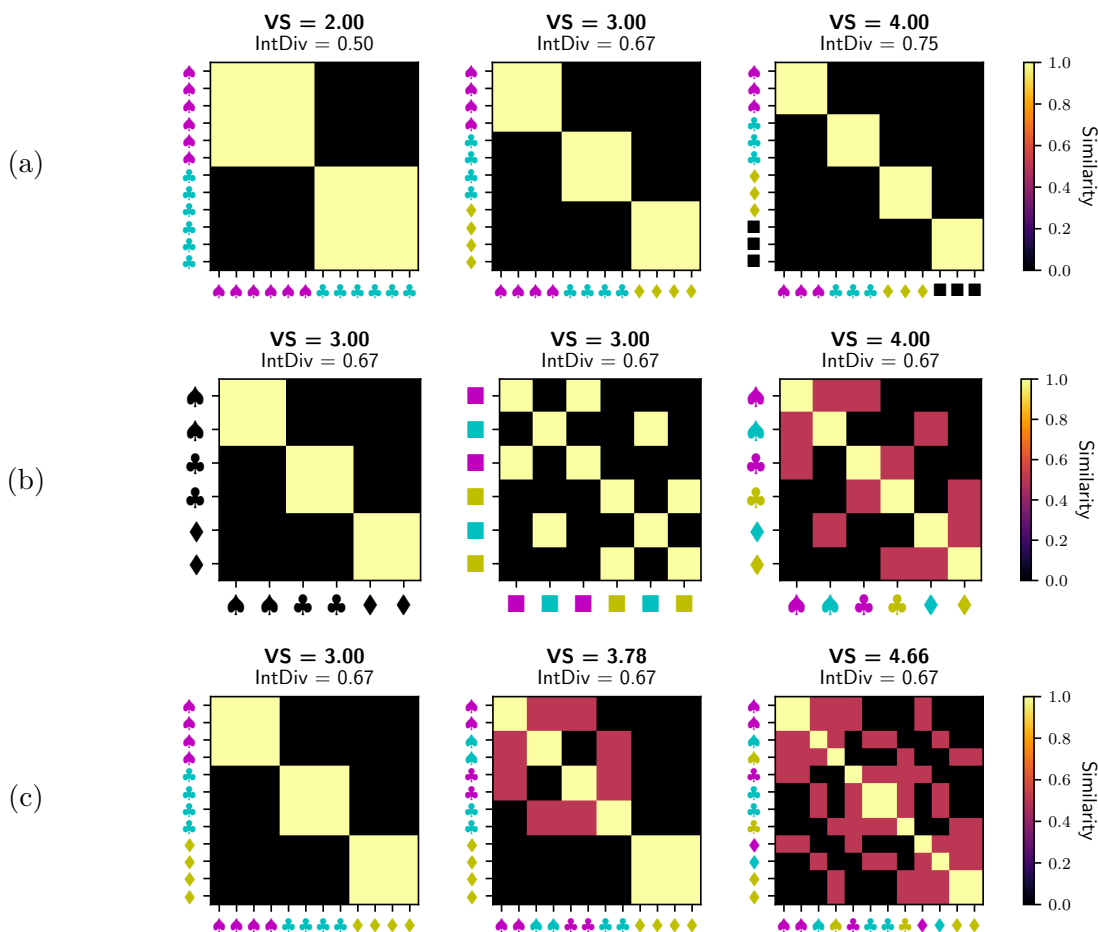 VS = 2.00
IntDiv = 0.50
VS = 3.00
IntDiv = 0.67
VS = 4.00
IntDiv = 0.75
(a)
1.0
0.8
0.6
0.4
0.2
0.0
Similarity
VS = 3.00
IntDiv = 0.67
VS = 3.00
IntDiv = 0.67
VS = 4.00
IntDiv = 0.67
(b)
1.0
0.8
0.6
0.4
0.2
0.0
Similarity
VS = 3.00
IntDiv = 0.67
VS = 3.78
IntDiv = 0.67
VS = 4.66
IntDiv = 0.67
(c)
1.0
0.8
0.6
0.4
0.2
0.0
Similarity